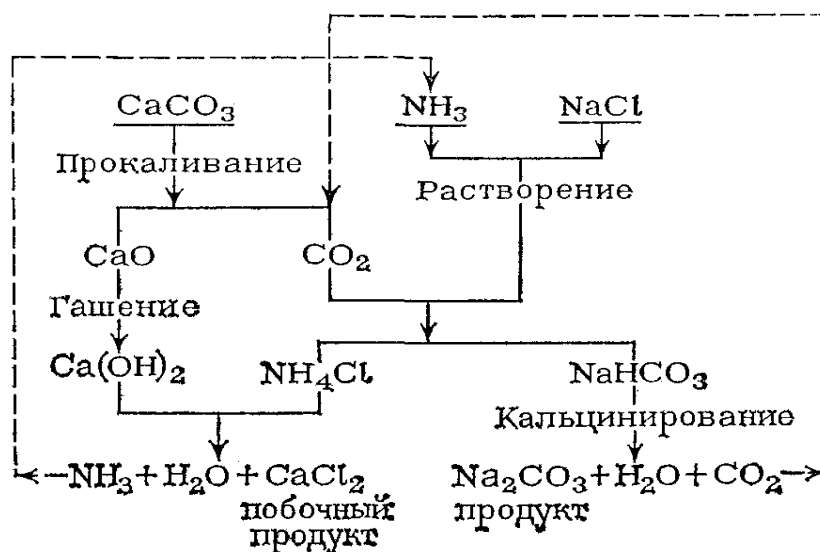 CaCO₃ NH₃ NaCl
Прокаливание
Растворение
CaO CO₂
Гашение
Ca(OH)₂ NH₄Cl NaHCO₃
Кальцинирование
NH₃+H₂O+CaCl₂ Na₂CO₃+H₂O+CO₂
побочный продукт
продукт